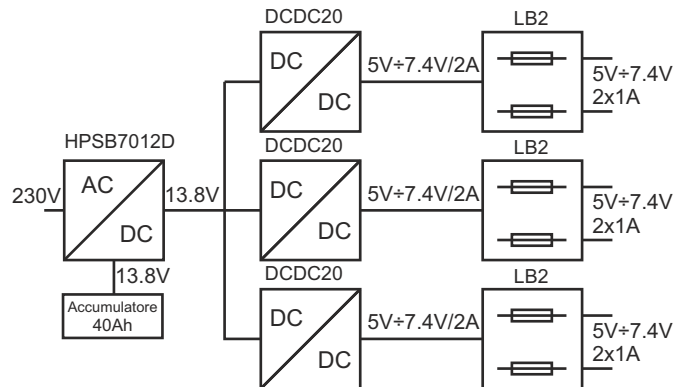 DCDC20
LB2
DC
DC
5V÷7.4V/2A
5V÷7.4V
2x1A
HPSB7012D
DCDC20
LB2
230V
AC
DC
13.8V
DC
DC
5V÷7.4V/2A
5V÷7.4V
2x1A
13.8V
Accumulatore
40Ah
DCDC20
LB2
DC
DC
5V÷7.4V/2A
5V÷7.4V
2x1A